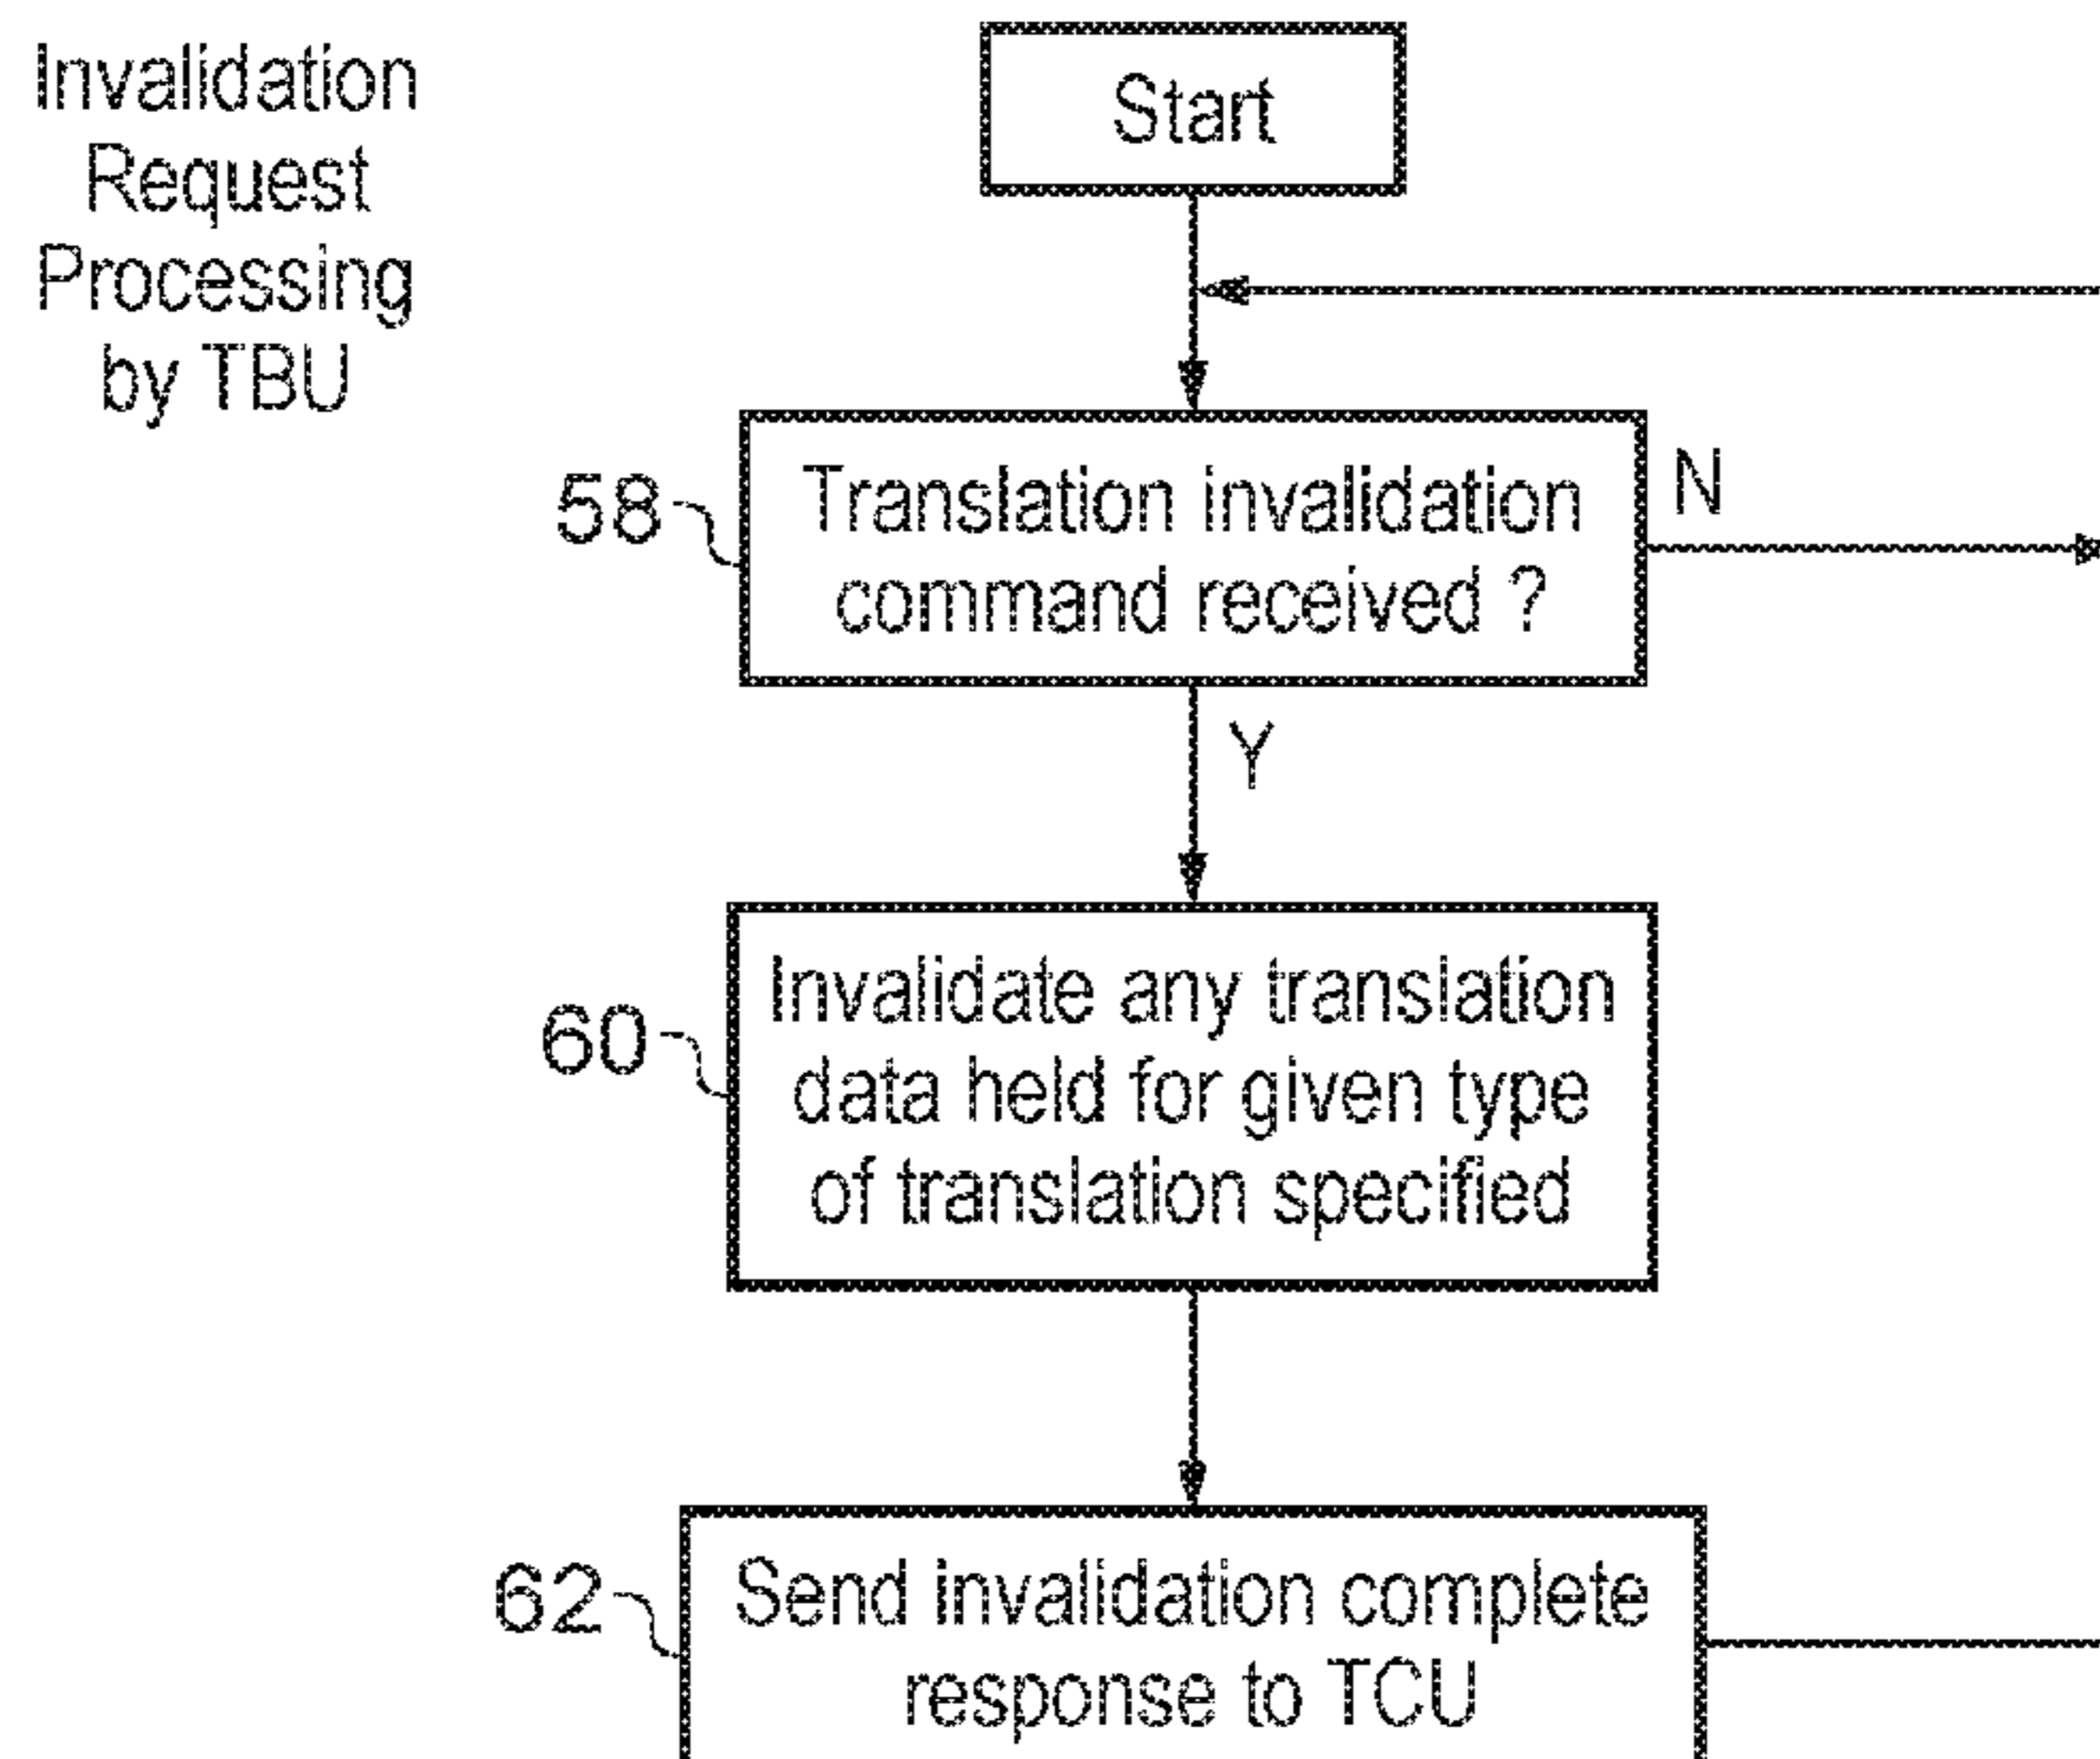 Invalidation
Request
Processing
by TBU
Start
58
Translation invalidation
command received ?
N
Y
60
Invalidate any translation
data held for given type
of translation specified
62
Send invalidation complete
response to TCU